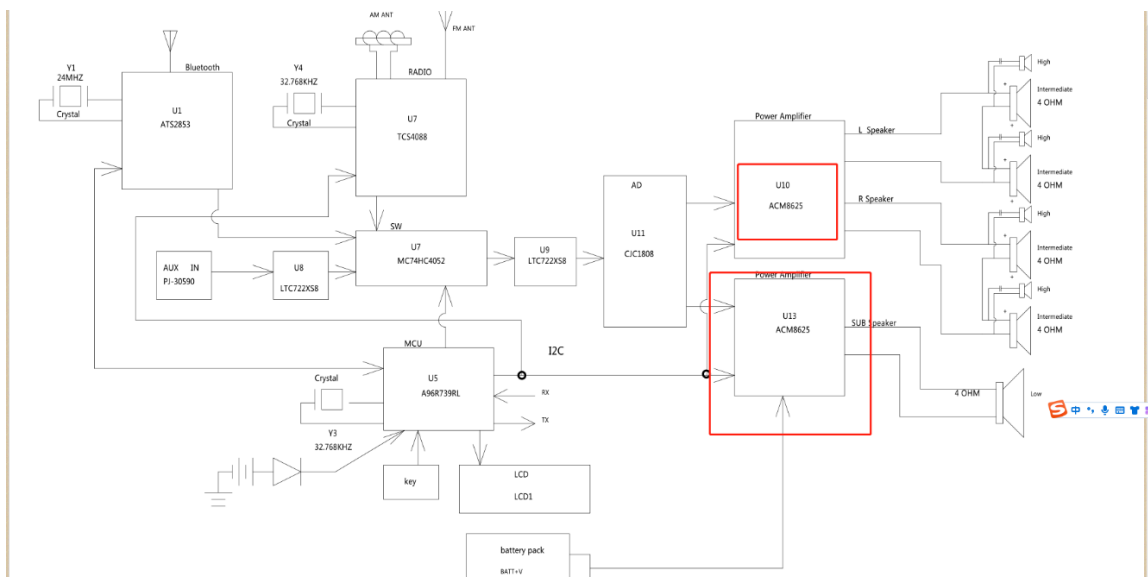 AM ANT
FM ANT
Bluetooth
Y1
24MHZ
Crystal
U1
ATS2853
Y4
32.768KHZ
Crystal
RADIO
U7
TCS4088
SW
U7
MC74HC4052
AUX IN
PJ-30590
U8
LTC722XS8
U9
LTC722XS8
AD
U11
CJC1808
Power Amplifier
U10
ACM8625
Power Amplifier
U13
ACM8625
L Speaker
R Speaker
SUB Speaker
High
Intermediate
4 OHM
High
Intermediate
4 OHM
High
Intermediate
4 OHM
High
Intermediate
4 OHM
4 OHM
Low
MCU
U5
A96R739RL
I2C
RX
TX
Crystal
Y3
32.768KHZ
key
LCD
LCD1
battery pack
BATT+V
S
中